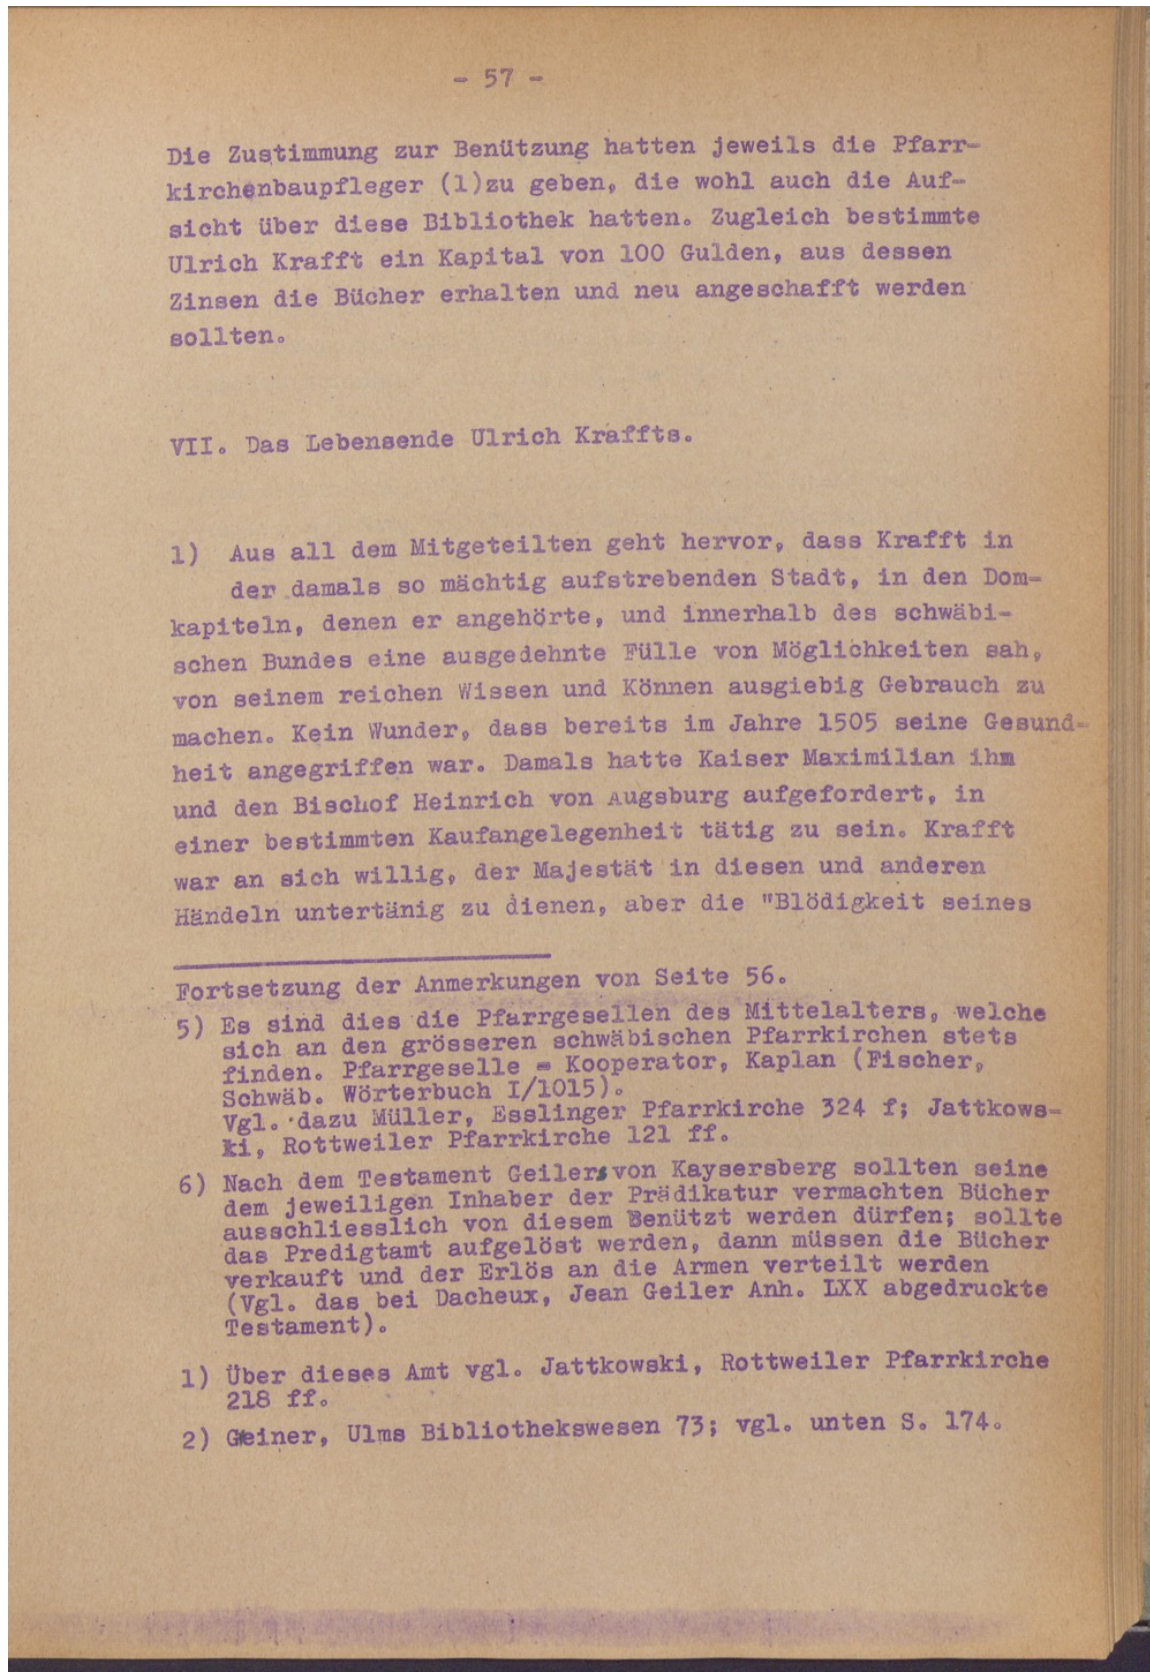 - 57 -
Die Zustimmung zur Benützung hatten jeweils die Pfarr-
kirchenbaupfleger (1)zu geben, die wohl auch die Auf-
sicht über diese Bibliothek hatten. Zugleich bestimmte
Ulrich Krafft ein Kapital von 100 Gulden, aus dessen
Zinsen die Bücher erhalten und neu angeschafft werden
sollten.
VII. Das Lebensende Ulrich Kraffts.
1) Aus all dem Mitgeteilten geht hervor, dass Krafft in
der damals so mächtig aufstrebenden Stadt, in den Dom-
kapiteln, denen er angehörte, und innerhalb des schwäbi-
schen Bundes eine ausgedehnte Fülle von Möglichkeiten sah,
von seinem reichen Wissen und Können ausgiebig Gebrauch zu
machen. Kein Wunder, dass bereits im Jahre 1505 seine Gesund-
heit angegriffen war. Damals hatte Kaiser Maximilian ihm
und den Bischof Heinrich von Augsburg aufgefordert, in
einer bestimmten Kaufangelegenheit tätig zu sein. Krafft
war an sich willig, der Majestät in diesen und anderen
Händeln untertänig zu dienen, aber die "Blödigkeit seines
Fortsetzung der Anmerkungen von Seite 56.
5) Es sind dies die Pfarrgesellen des Mittelalters, welche
sich an den grösseren schwäbischen Pfarrkirchen stets
finden. Pfarrgeselle = Kooperator, Kaplan (Fischer,
Schwäb. Wörterbuch I/1015).
Vgl. dazu Müller, Esslinger Pfarrkirche 324 f; Jattkows-
ki, Rottweiler Pfarrkirche 121 ff.
6) Nach dem Testament Geilers von Kaysersberg sollten seine
dem jeweiligen Inhaber der Prädikatur vermachten Bücher
ausschliesslich von diesem Benützt werden dürfen; sollte
das Predigtamt aufgelöst werden, dann müssen die Bücher
verkauft und der Erlös an die Armen verteilt werden
(Vgl. das bei Dacheux, Jean Geiler Anh. LXX abgedruckte
Testament).
1) Über dieses Amt vgl. Jattkowski, Rottweiler Pfarrkirche
218 ff.
2) Greiner, Ulms Bibliothekswesen 73; vgl. unten S. 174.